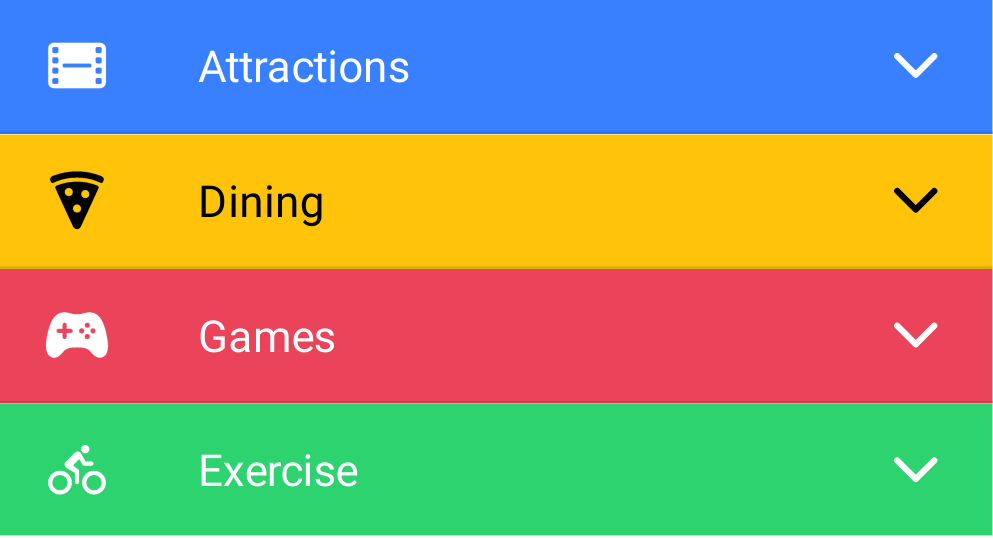 Attractions
Dining
Games
Exercise